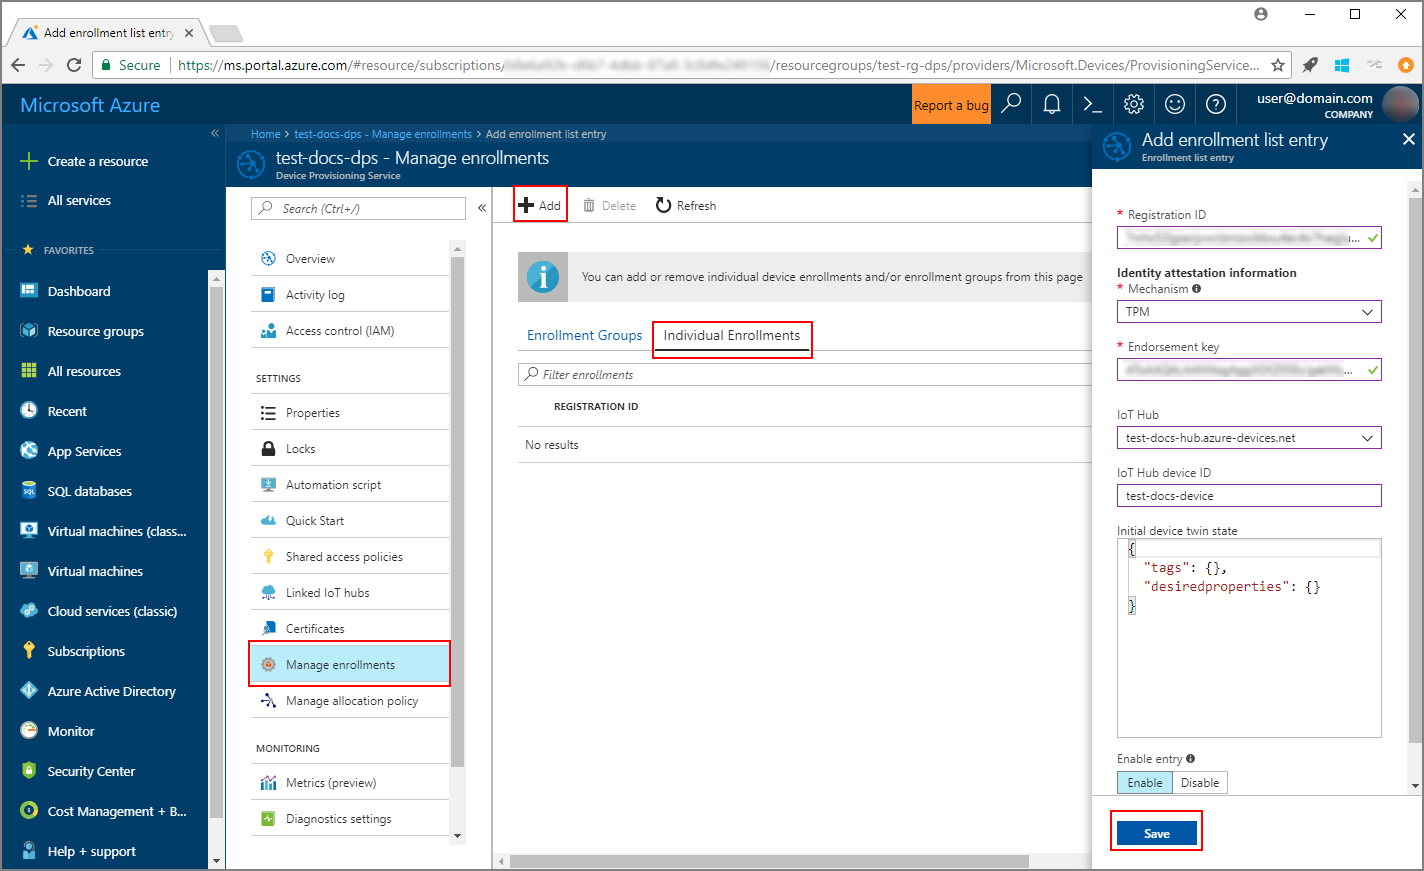 Add enrollment list entry
Secure
https://ms.portal.azure.com/#resource/subscriptions/
/resourcegroups/test-rg-dps/providers/Microsoft.Devices/ProvisioningService...
Microsoft Azure
Report a bug
user@domain.com
COMPANY
Create a resource
All services
FAVORITES
Dashboard
Resource groups
All resources
Recent
App Services
SQL databases
Virtual machines (class...
Virtual machines
Cloud services (classic)
Subscriptions
Azure Active Directory
Monitor
Security Center
Cost Management + B...
Help + support
Home > test-docs-dps - Manage enrollments > Add enrollment list entry
test-docs-dps - Manage enrollments
Device Provisioning Service
Search (Ctrl+/)
Overview
Activity log
Access control (IAM)
SETTINGS
Properties
Locks
Automation script
Quick Start
Shared access policies
Linked IoT hubs
Certificates
Manage enrollments
Manage allocation policy
MONITORING
Metrics (preview)
Diagnostics settings
Add
Delete
Refresh
You can add or remove individual device enrollments and/or enrollment groups from this page
Enrollment Groups
Individual Enrollments
Filter enrollments
REGISTRATION ID
No results
Add enrollment list entry
Enrollment list entry
* Registration ID
Identity attestation information
* Mechanism
TPM
* Endorsement key
IoT Hub
test-docs-hub.azure-devices.net
IoT Hub device ID
test-docs-device
Initial device twin state
{
"tags": {},
"desiredproperties": {}
}
Enable entry
Enable
Disable
Save